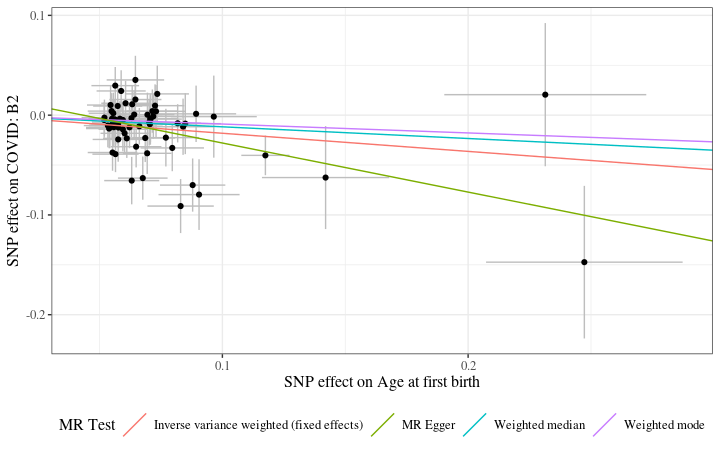 0.1
0.0
-0.1
-0.2
SNP effect on COVID: B2
0.1
0.2
SNP effect on Age at first birth
MR Test
Inverse variance weighted (fixed effects)
MR Egger
Weighted median
Weighted mode